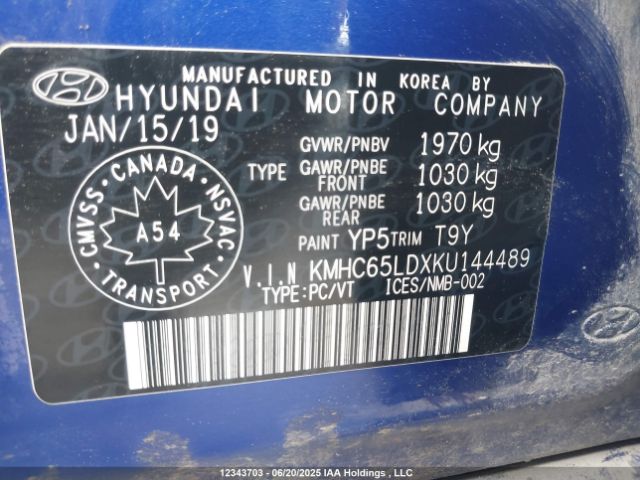 MANUFACTURED IN KOREA BY
HYUNDAI MOTOR COMPANY
JAN/15/19
GVWR/PNBV 1970 kg
TYPE GAWR/PNBE FRONT 1030 kg
GAWR/PNBE REAR 1030 kg
PAINT YP5 TRIM T9Y
V.I.N KMHC65LDXKU144489
TYPE:PC/VT ICES/NMB-002
CMVSS CANADA NSVAC
A54
TRANSPORT
12343703 - 06/20/2025 IAA Holdings , LLC.